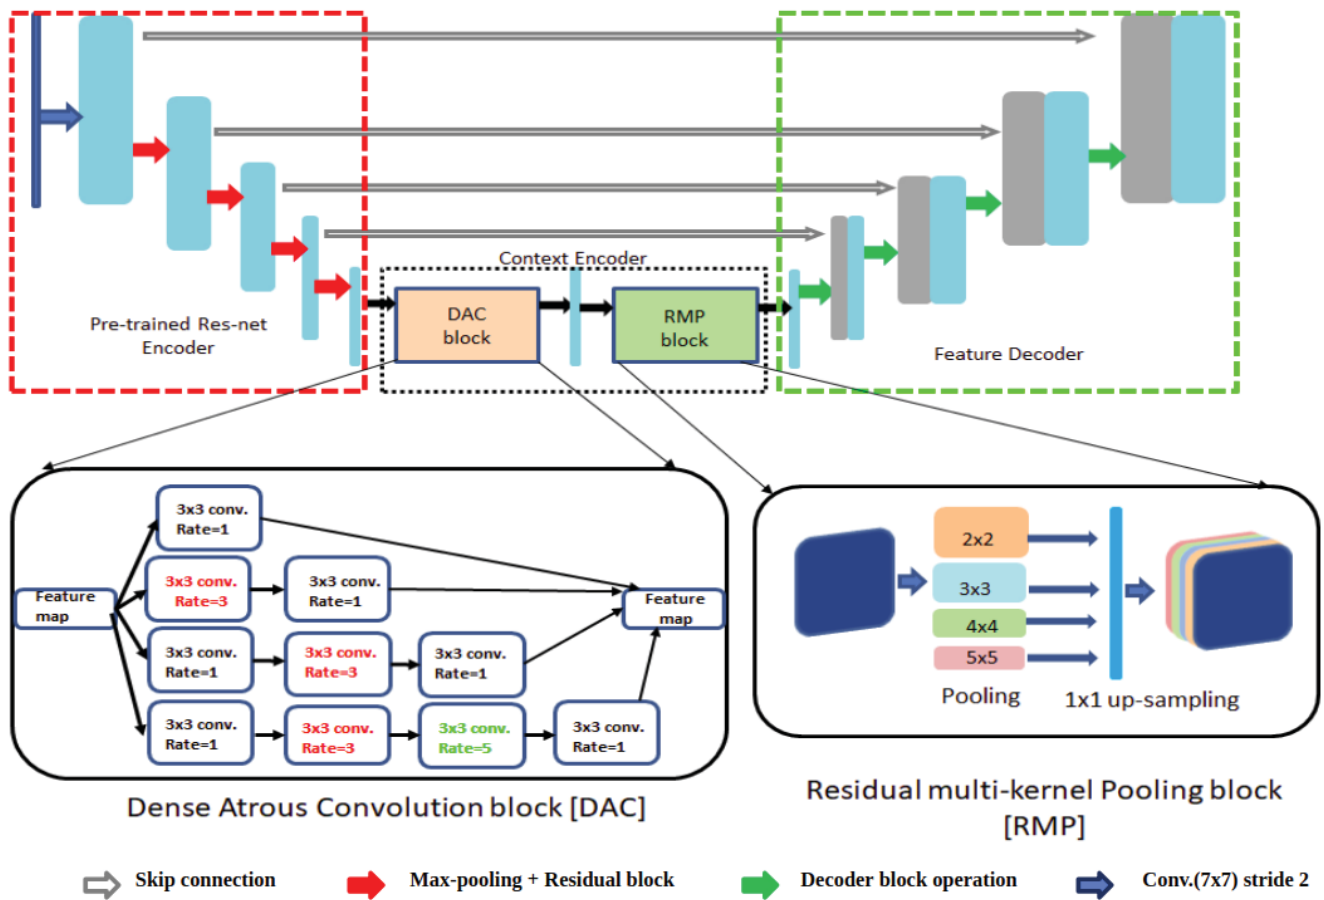 Context Encoder
Pre-trained Res-net
Encoder
DAC
block
RMP
block
Feature Decoder
3x3 conv.
Rate=1
Feature
map
3x3 conv.
Rate=3
3x3 conv.
Rate=1
Feature
map
3x3 conv.
Rate=1
3x3 conv.
Rate=3
3x3 conv.
Rate=1
3x3 conv.
Rate=1
3x3 conv.
Rate=3
3x3 conv.
Rate=5
3x3 conv.
Rate=1
Dense Atrous Convolution block [DAC]
2x2
3x3
4x4
5x5
Pooling
1x1 up-sampling
Residual multi-kernel Pooling block
[RMP]
Skip connection
Max-pooling + Residual block
Decoder block operation
Conv.(7x7) stride 2